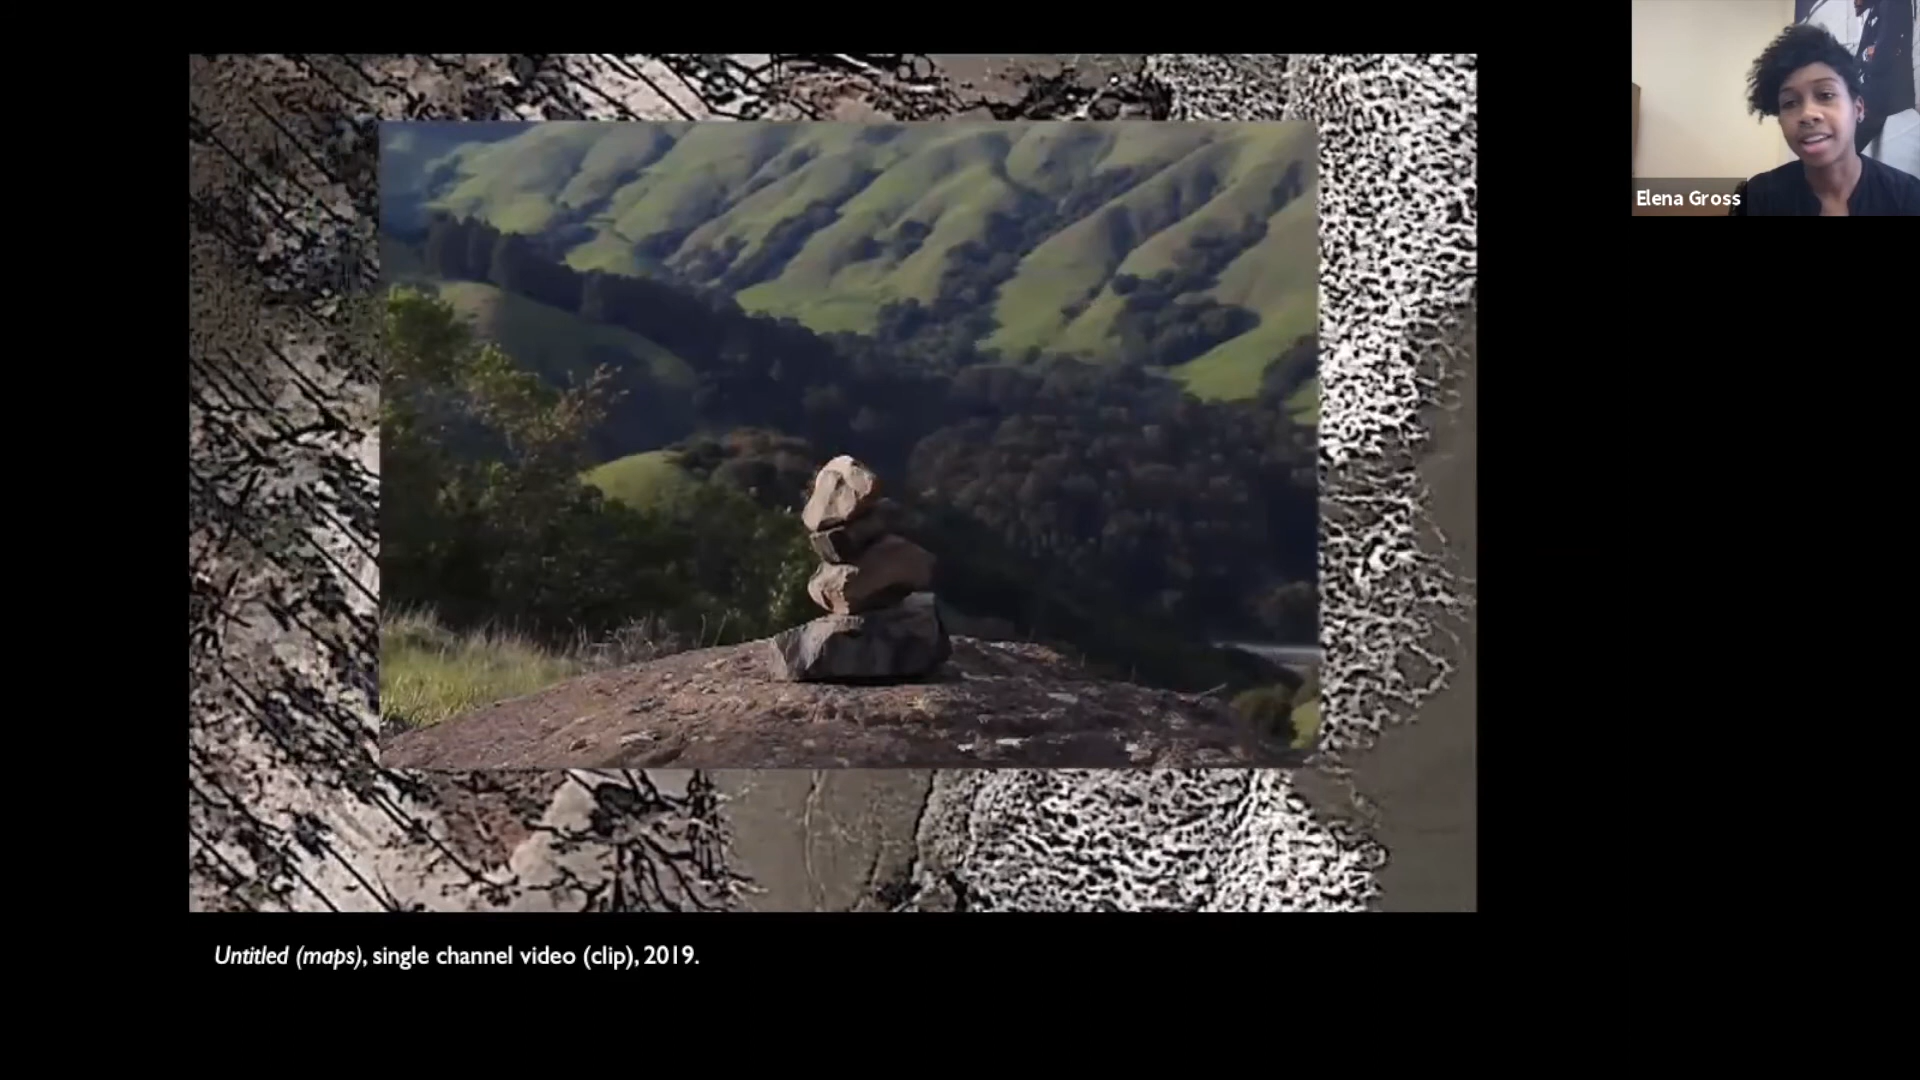 Elena Gross
Untitled (maps), single channel video (clip), 2019.